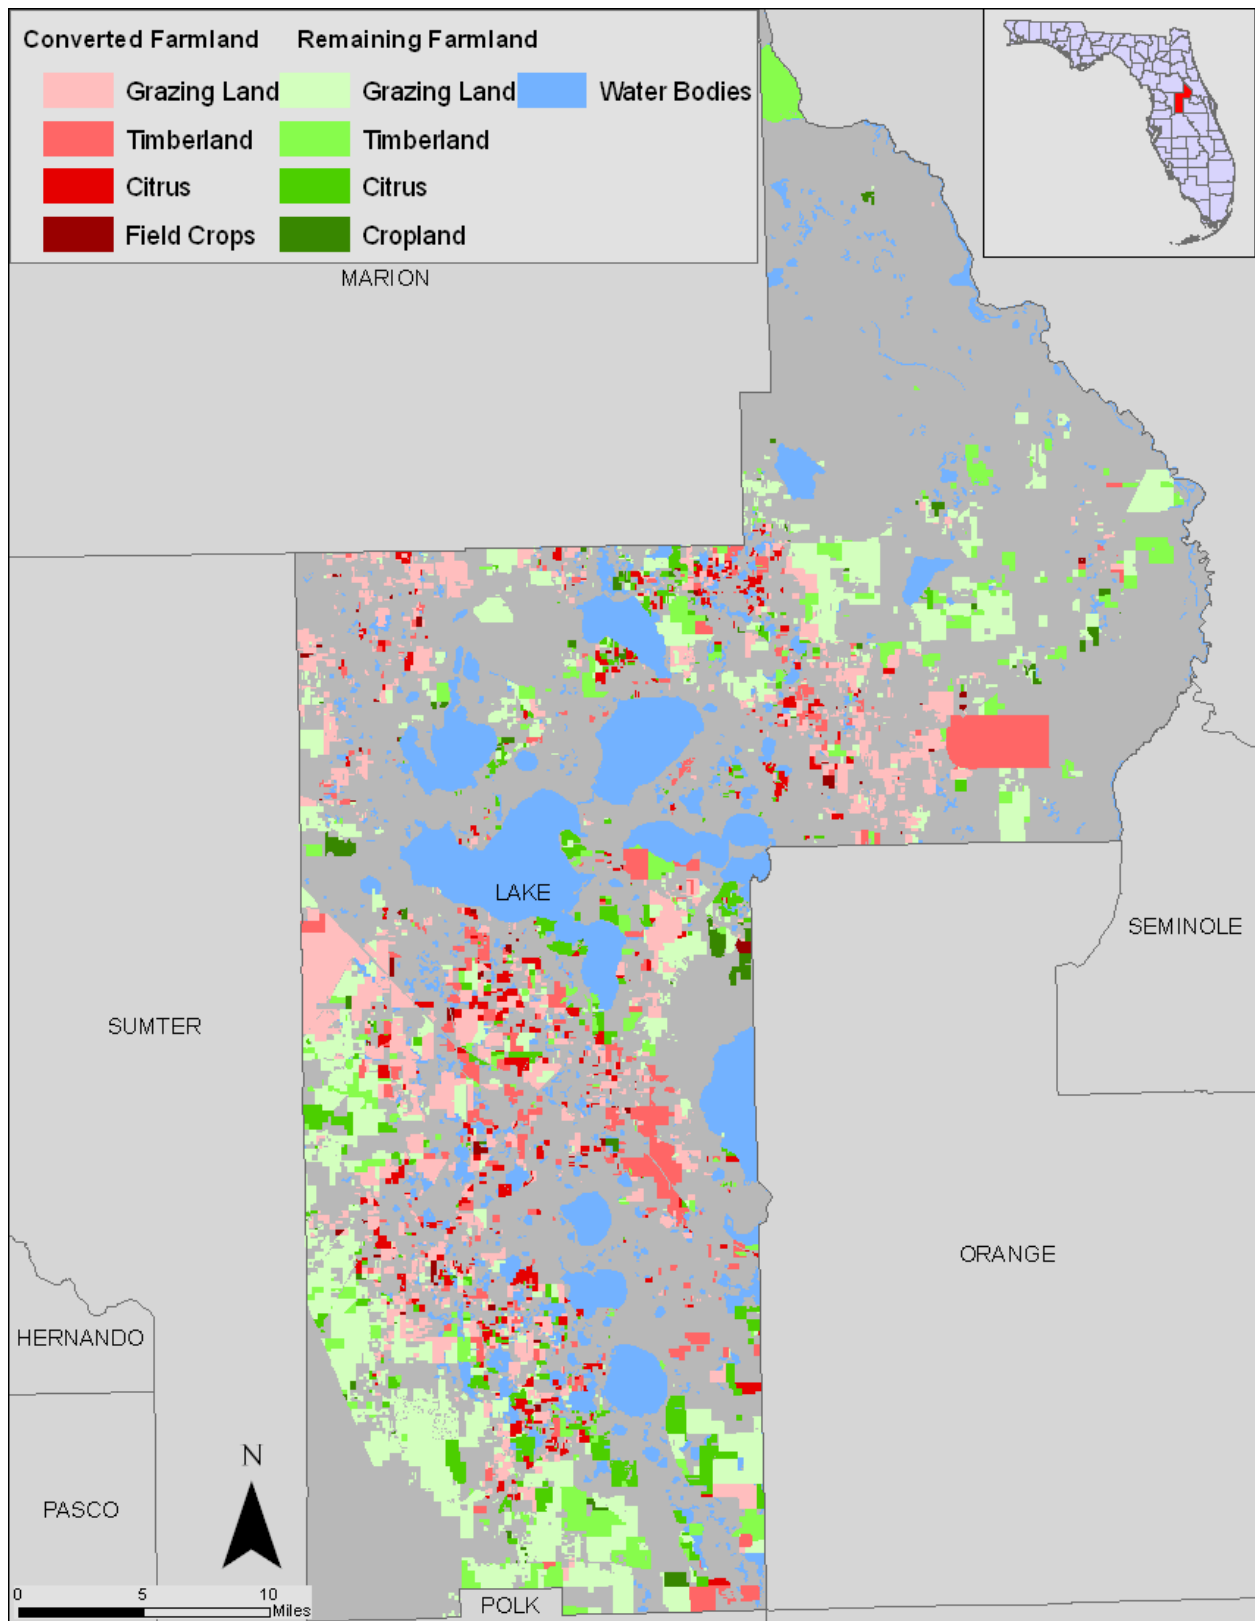 Converted Farmland Remaining Farmland
Grazing Land Grazing Land Water Bodies
Timberland Timberland
Citrus Citrus
Field Crops Cropland
MARION
LAKE
SEMINOLE
SUMTER
ORANGE
HERNANDO
PASCO
N
0 5 10
Miles
POLK